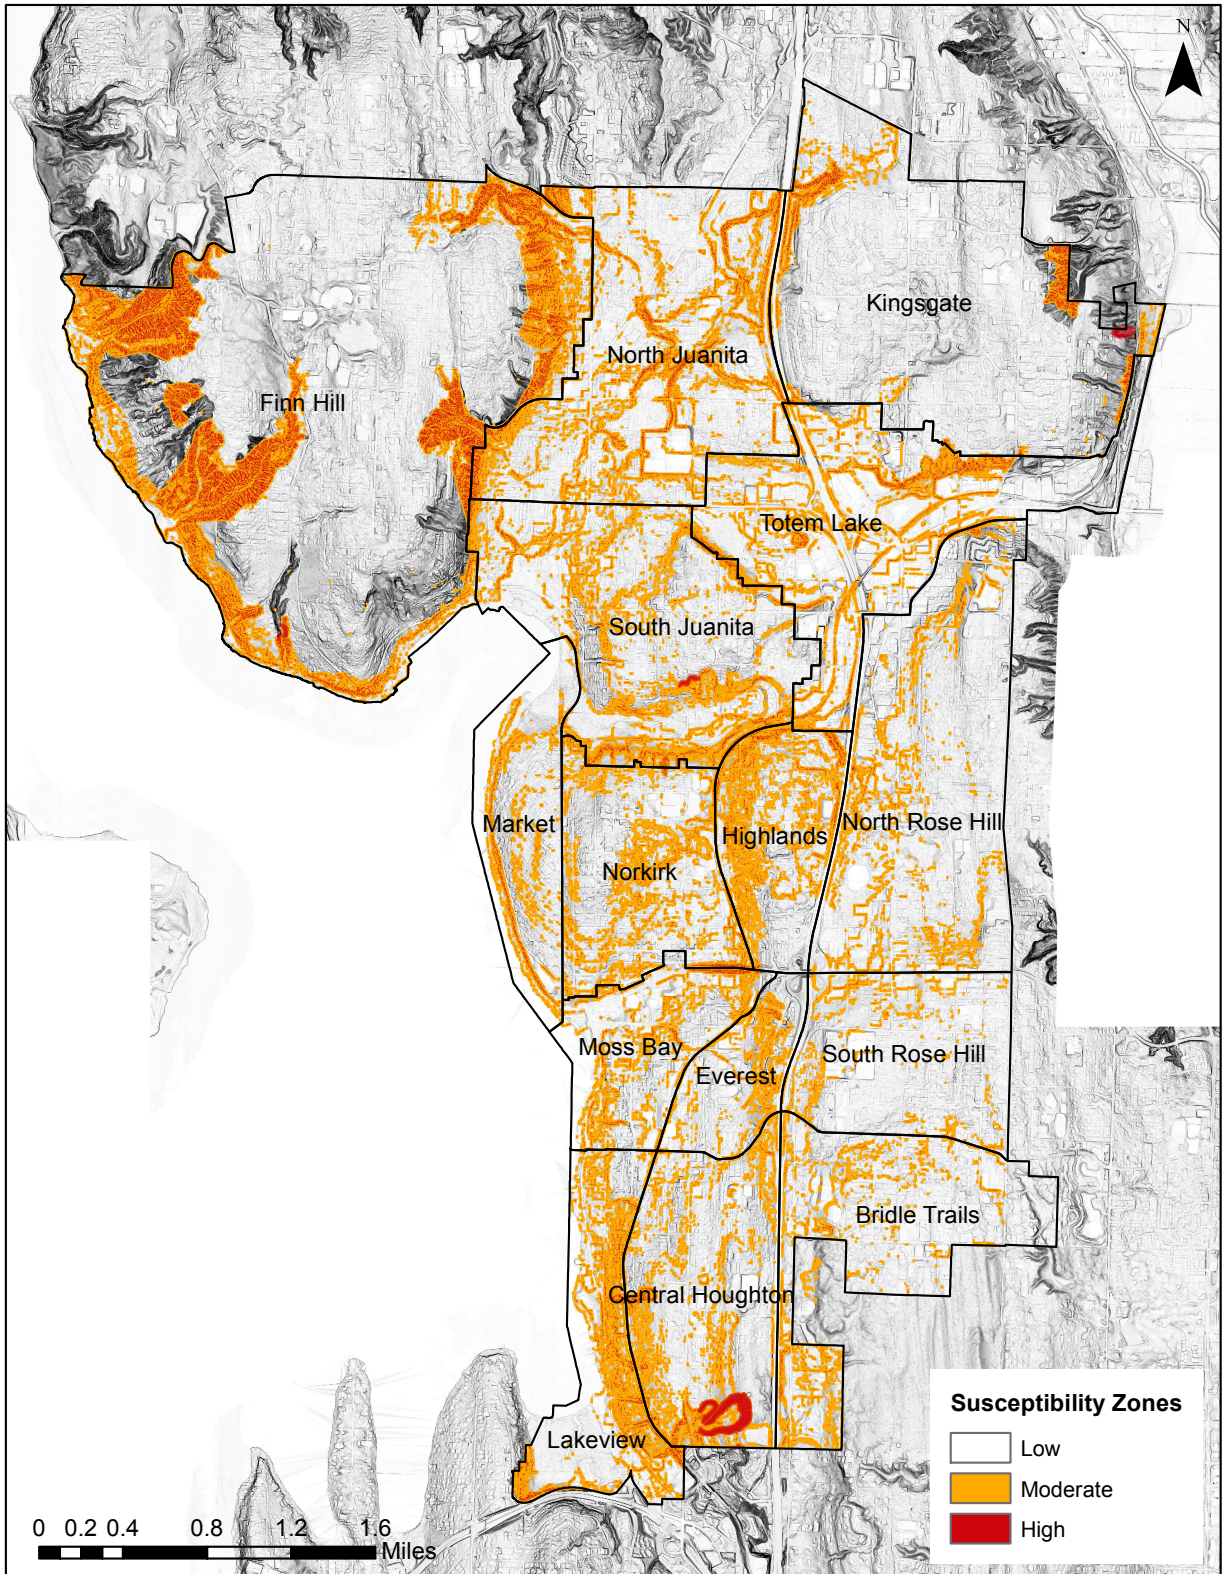 N
Kingsgate
North Juanita
Finn Hill
Totem Lake
South Juanita
Market
Highlands
North Rose Hill
Norkirk
Moss Bay
South Rose Hill
Everest
Bridle Trails
Central Houghton
Lakeview
Susceptibility Zones
Low
Moderate
High
0 0.2 0.4 0.8 1.2 1.6
Miles